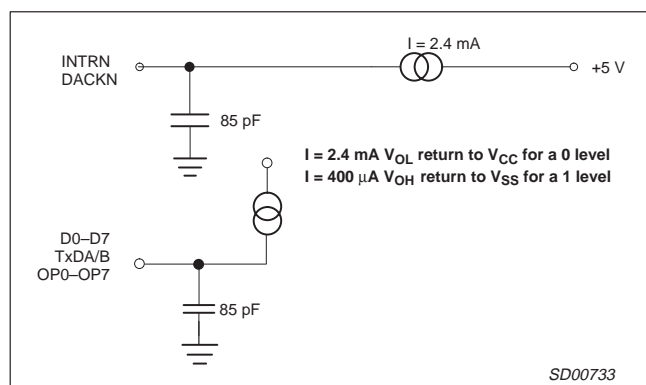 I = 2.4 mA
INTRN
DACKN
+5 V
85 pF
I = 2.4 mA VOL return to VCC for a 0 level
I = 400 μA VOH return to VSS for a 1 level
D0–D7
TxDA/B
OP0–OP7
85 pF
SD00733